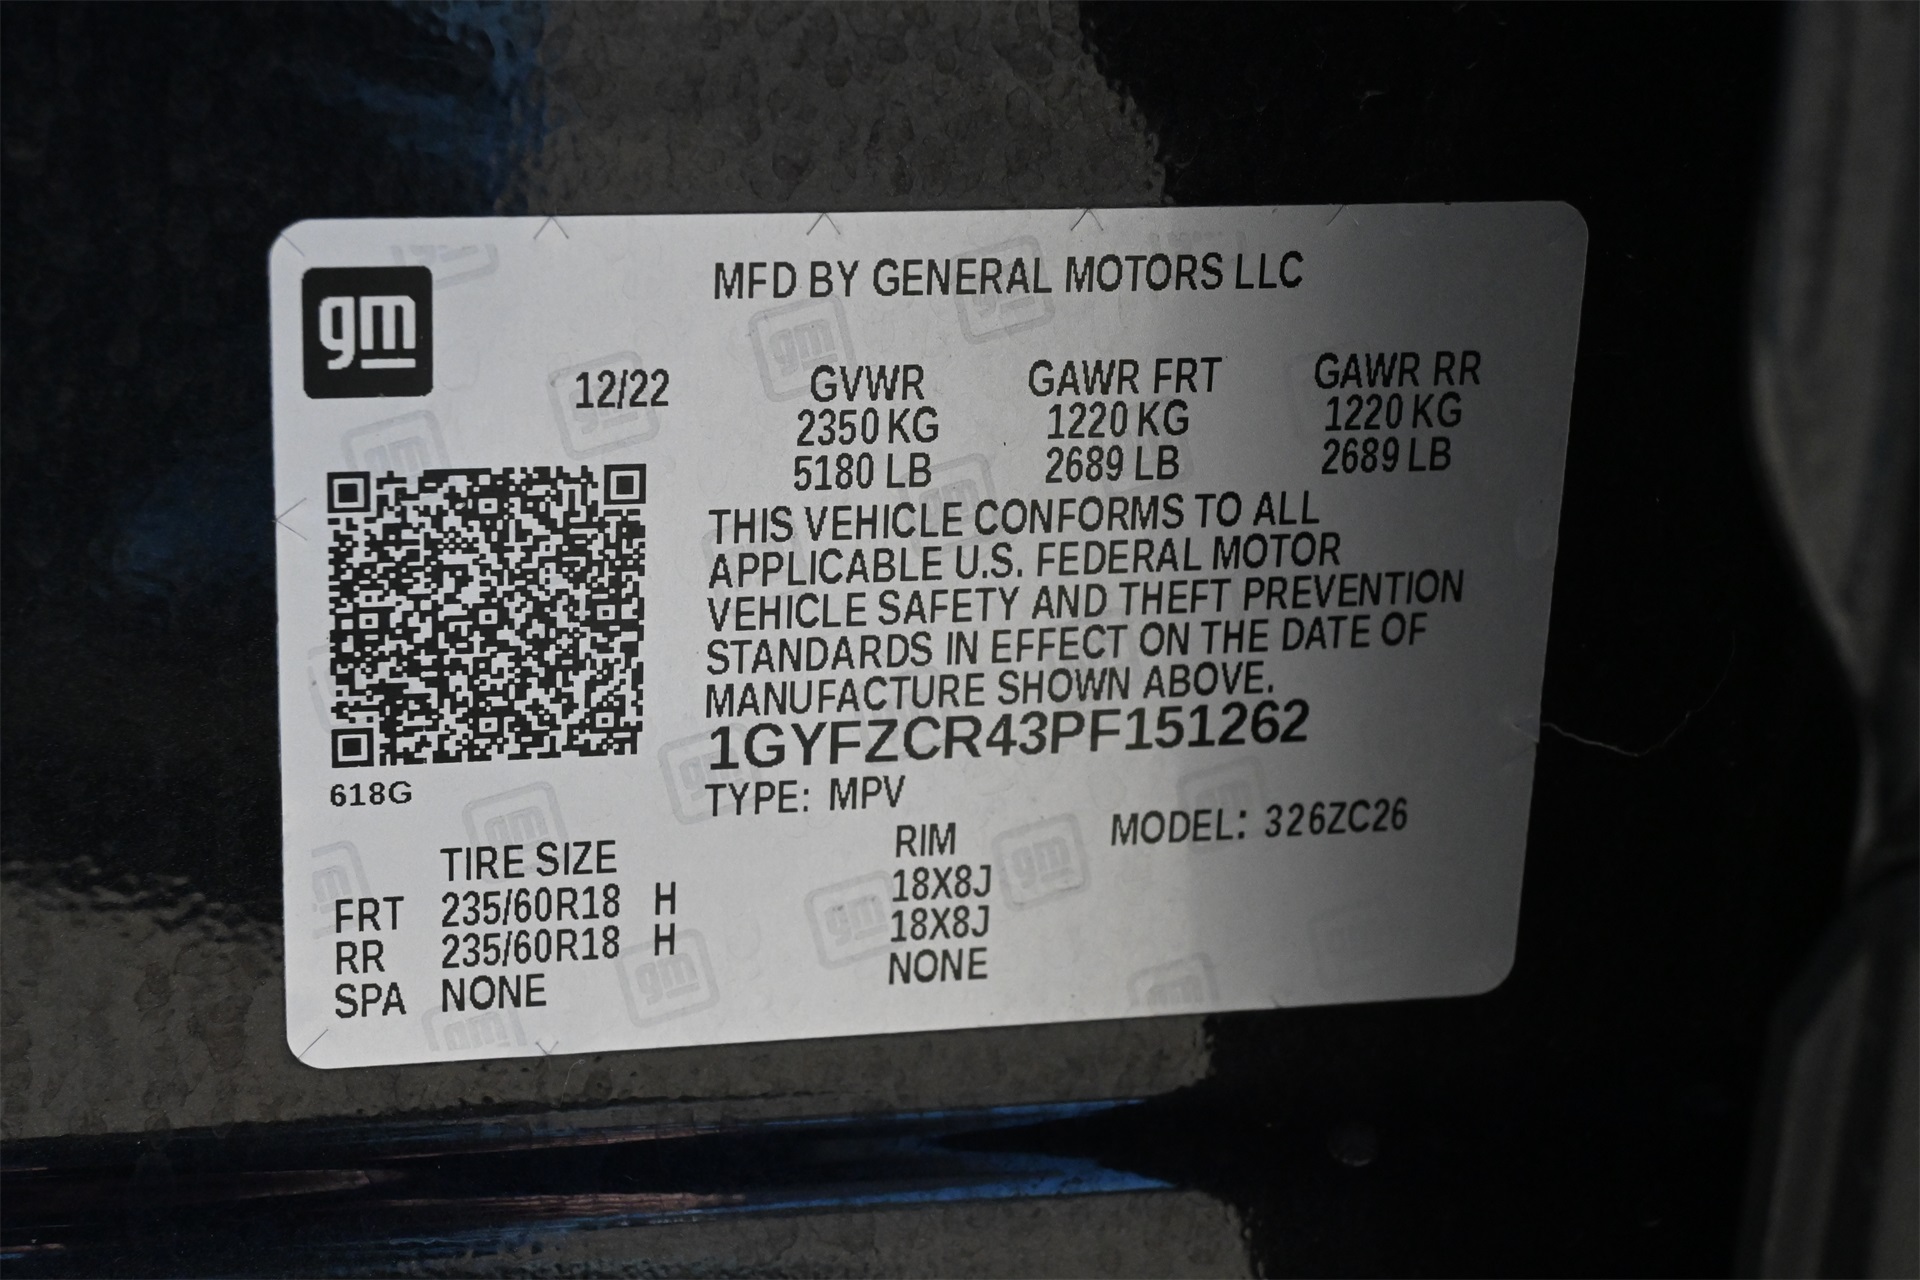 gm
MFD BY GENERAL MOTORS LLC
12/22 GVWR GAWR FRT GAWR RR
2350 KG 1220 KG 1220 KG
5180 LB 2689 LB 2689 LB
THIS VEHICLE CONFORMS TO ALL
APPLICABLE U.S. FEDERAL MOTOR
VEHICLE SAFETY AND THEFT PREVENTION
STANDARDS IN EFFECT ON THE DATE OF
MANUFACTURE SHOWN ABOVE.
1GYFZCR43PF151262
618G
TYPE: MPV
MODEL: 326ZC26
TIRE SIZE RIM
FRT 235/60R18 H 18X8J
RR 235/60R18 H 18X8J
SPA NONE NONE